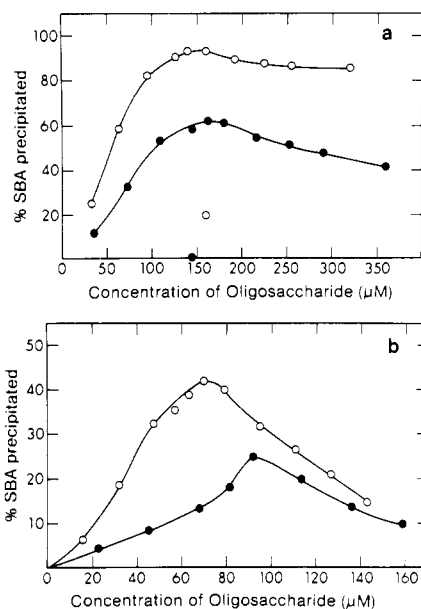 a
100
80
60
40
20
% SBA precipitated
0 50 100 150 200 250 300 350
Concentration of Oligosaccharide (µM)
b
50
40
30
20
10
% SBA precipitated
0 20 40 60 80 100 120 140 160
Concentration of Oligosaccharide (µM)